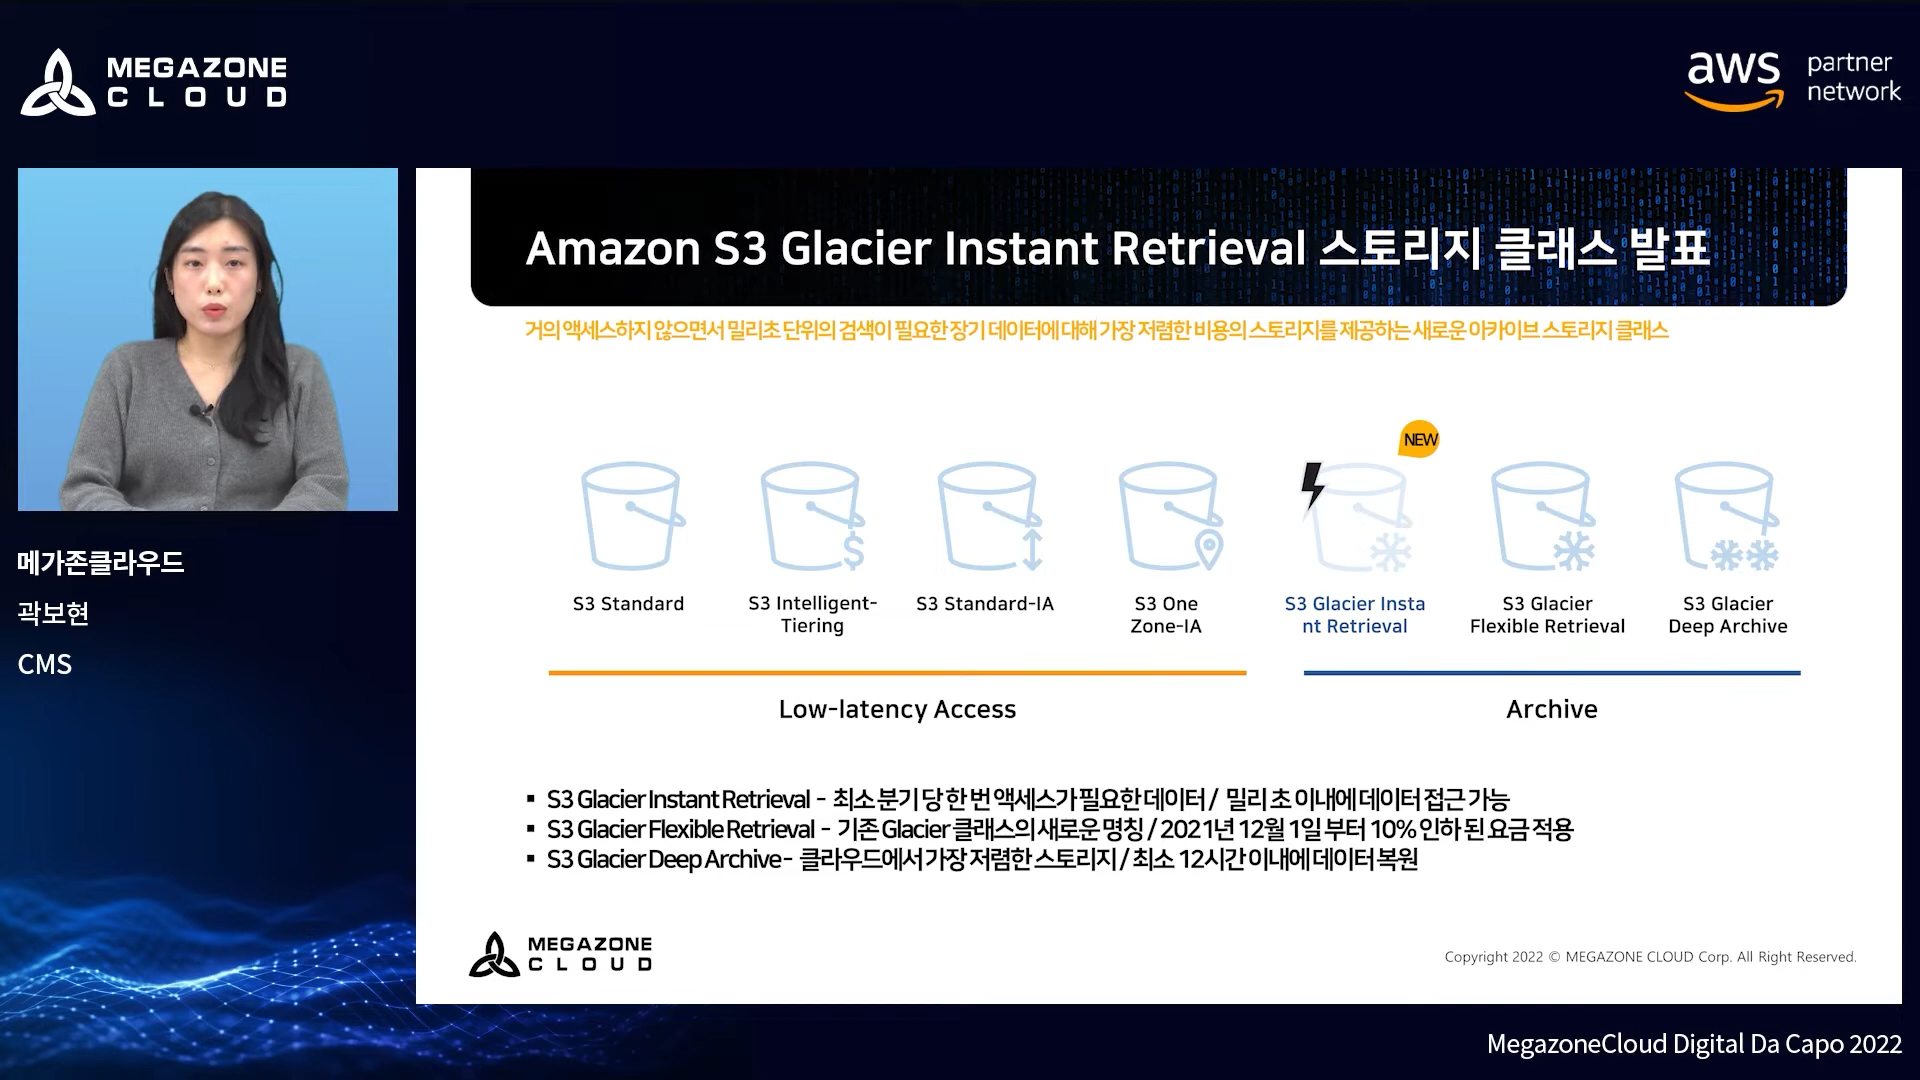 MEGAZONE
CLOUD
aws partner
network
Amazon S3 Glacier Instant Retrieval 스토리지 클래스 발표
거의 액세스하지 않으면서 밀리초 단위의 검색이 필요한 장기 데이터에 대해 가장 저렴한 비용의 스토리지를 제공하는 새로운 아카이브 스토리지 클래스
NEW
S3 Standard
S3 Intelligent-
Tiering
S3 Standard-IA
S3 One
Zone-IA
S3 Glacier Insta
nt Retrieval
S3 Glacier
Flexible Retrieval
S3 Glacier
Deep Archive
Low-latency Access
Archive
▪ S3 Glacier Instant Retrieval - 최소 분기 당 한 번 액세스가 필요한 데이터 / 밀리 초 이내에 데이터 접근 가능
▪ S3 Glacier Flexible Retrieval - 기존 Glacier 클래스의 새로운 명칭 / 2021년 12월 1일 부터 10% 인하 된 요금 적용
▪ S3 Glacier Deep Archive - 클라우드에서 가장 저렴한 스토리지 / 최소 12시간 이내에 데이터 복원
MEGAZONE
CLOUD
Copyright 2022 © MEGAZONE CLOUD Corp. All Right Reserved.
메가존클라우드
곽보현
CMS
MegazoneCloud Digital Da Capo 2022